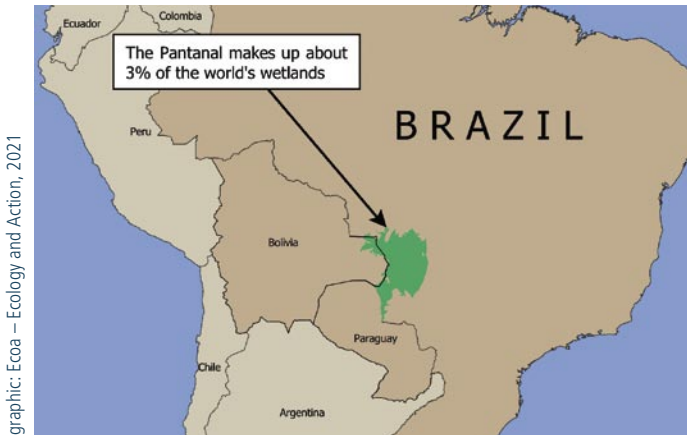 Colombia
Ecuador
The Pantanal makes up about
3% of the world's wetlands
BRAZIL
Peru
Bolivia
Paraguay
Chile
Argentina
graphic: Ecoa – Ecology and Action, 2021